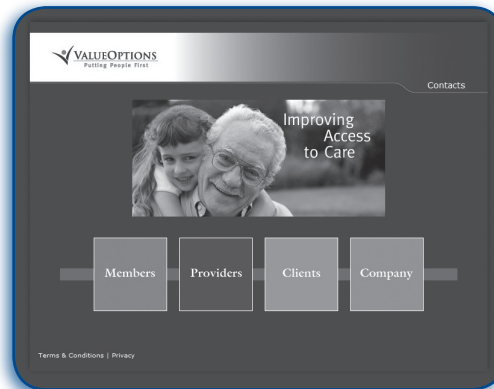 VALUEOPTIONS
Putting People First
Contacts
Improving
Access
to Care
Members
Providers
Clients
Company
Terms & Conditions | Privacy